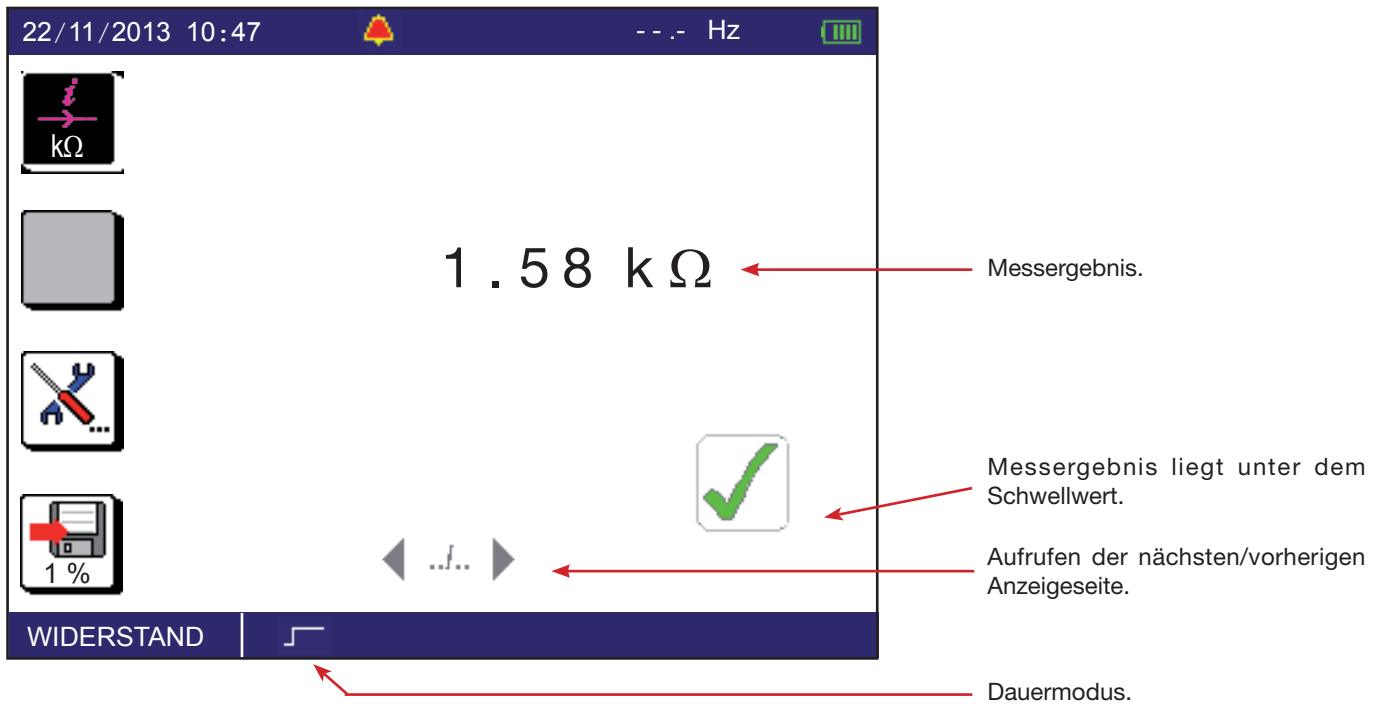 22/11/2013 10:47 --.- Hz
i
kΩ
1.58 kΩ
Messergebnis.
...
Messergebnis liegt unter dem
Schwellwert.
1 %
../..
Aufrufen der nächsten/vorherigen
Anzeigeseite.
WIDERSTAND
Dauermodus.